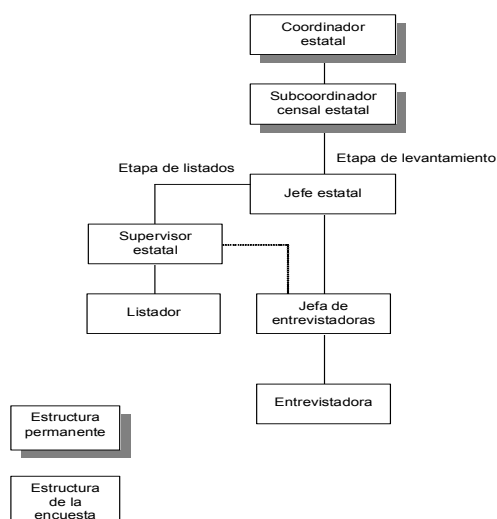 Coordinador
estatal
Subcoordinador
censal estatal
Etapa de levantamiento
Etapa de listados
Jefe estatal
Supervisor
estatal
Listador
Jefa de
entrevistadoras
Entrevistadora
Estructura
permanente
Estructura
de la
encuesta